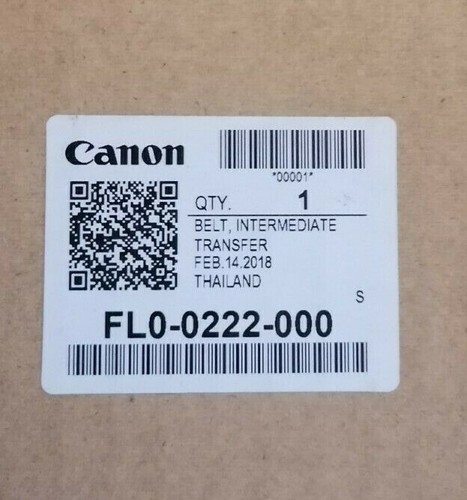 Canon
*00001*
QTY. 1
BELT, INTERMEDIATE
TRANSFER
FEB.14.2018
THAILAND
S
FL0-0222-000